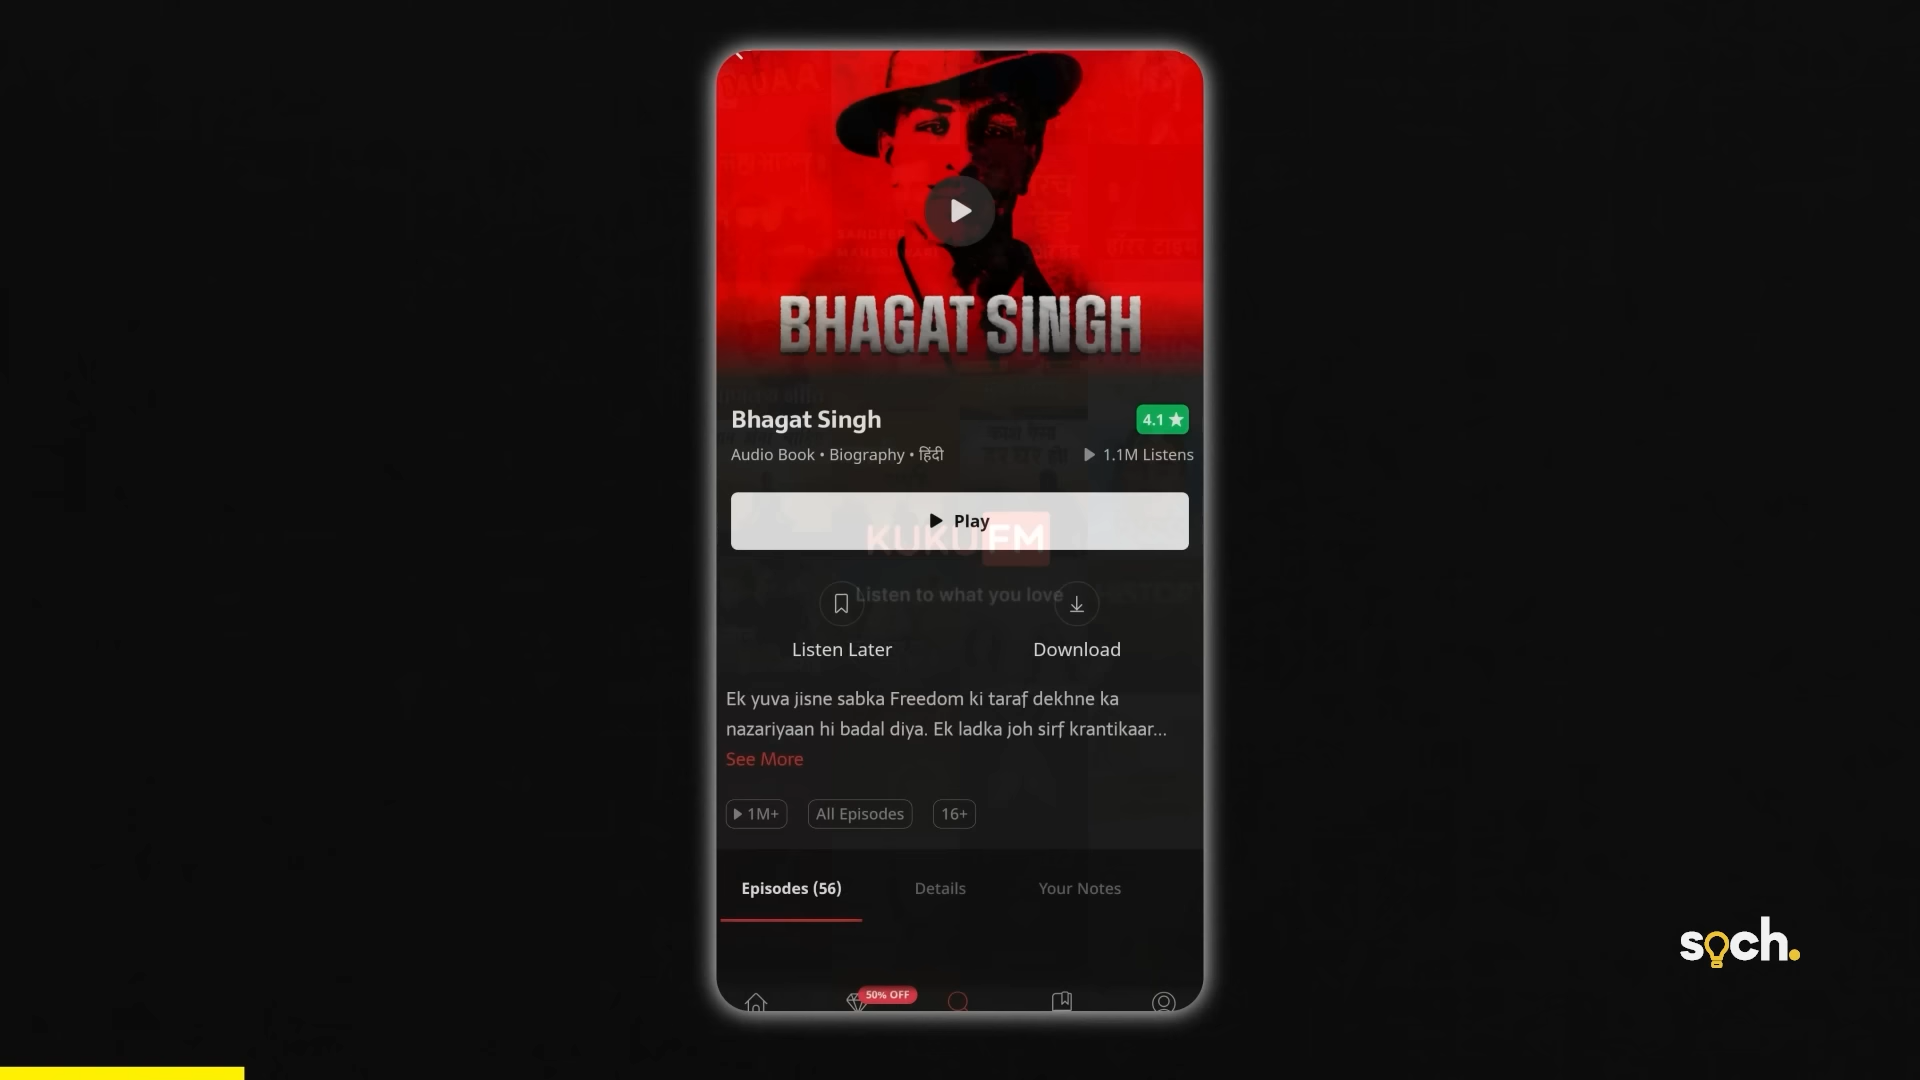 BHAGAT SINGH
Bhagat Singh
4.1
Audio Book • Biography • हिंदी
1.1M Listens
Play
KUKU FM
Listen to what you love
Listen Later
Download
Ek yuva jisne sabka Freedom ki taraf dekhne ka
nazariyaan hi badal diya. Ek ladka joh sirf krantikaar...
See More
1M+
All Episodes
16+
Episodes (56)
Details
Your Notes
50% OFF
soch.